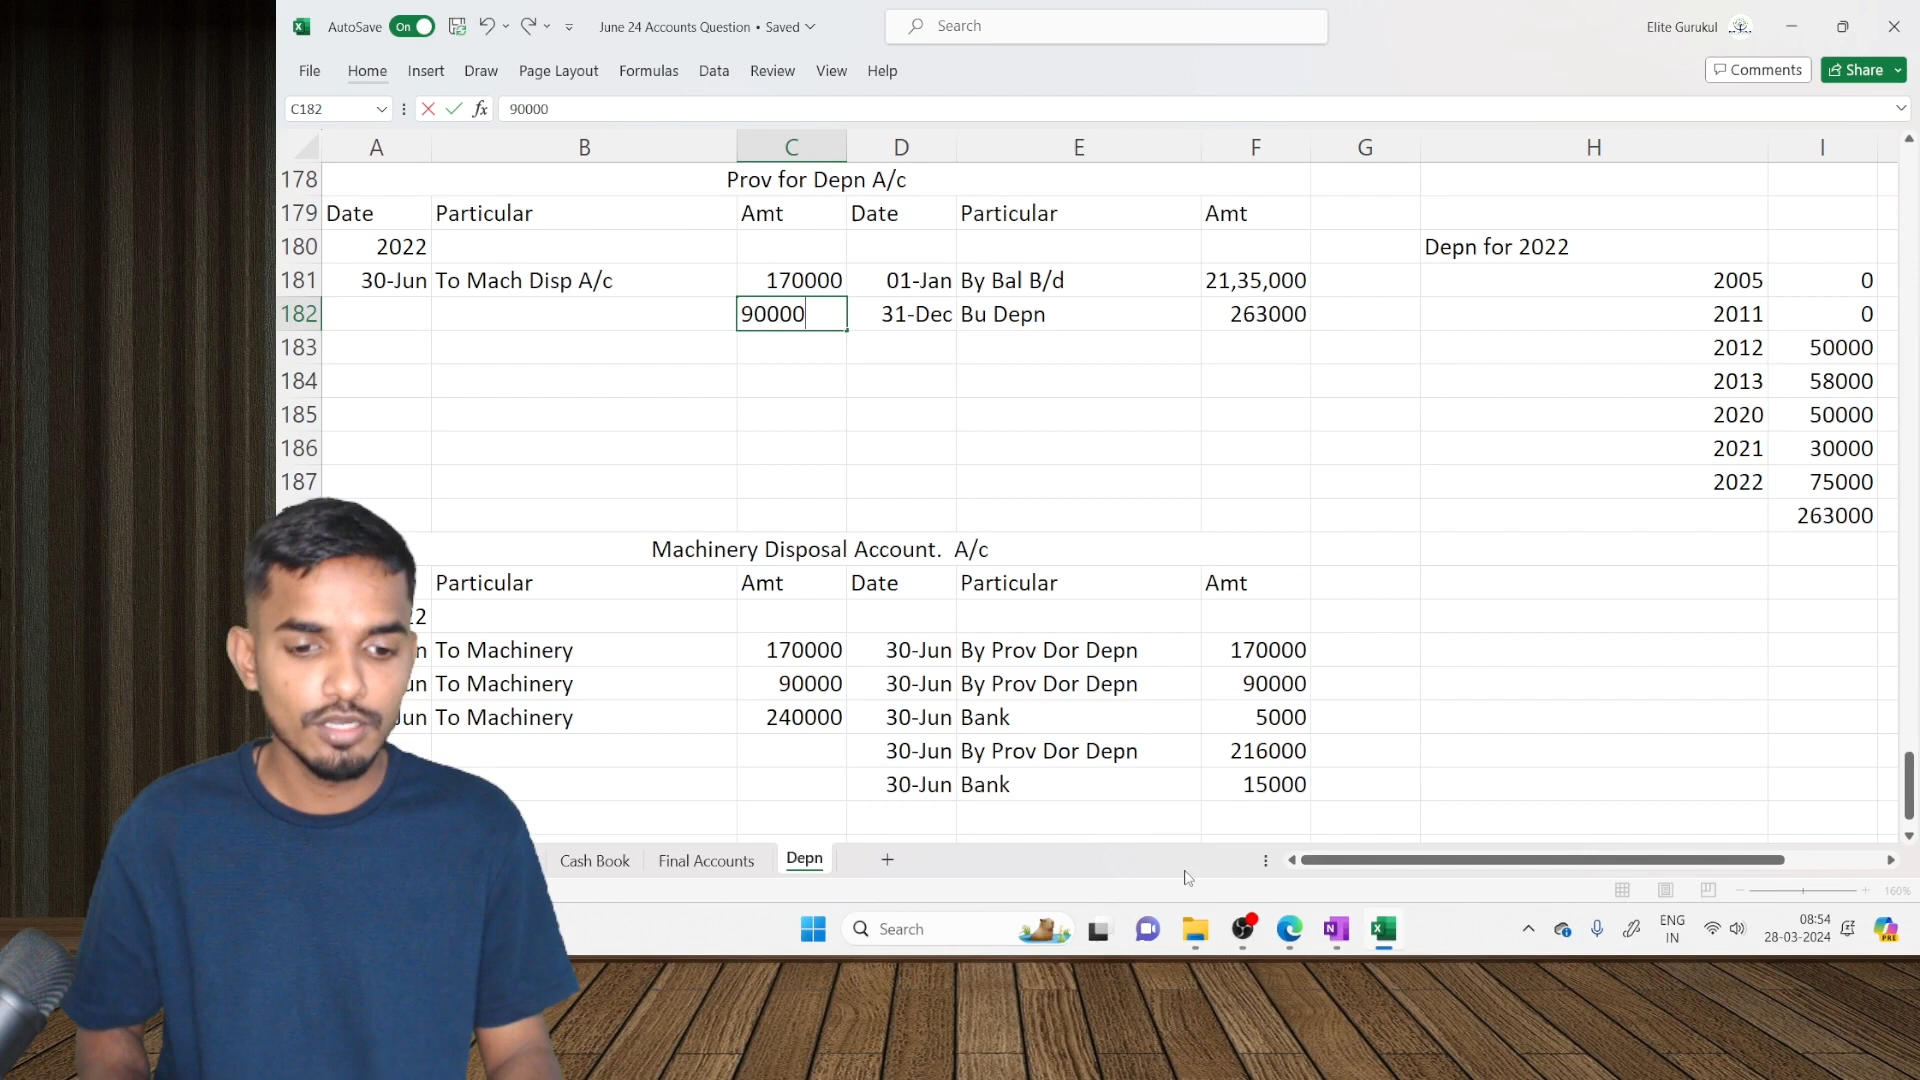 AutoSave On June 24 Accounts Question • Saved Search Elite Gurukul
File Home Insert Draw Page Layout Formulas Data Review View Help Comments Share
C182 fx 90000
A B C D E F G H I
178 Prov for Depn A/c
179 Date Particular Amt Date Particular Amt
180 2022 Depn for 2022
181 30-Jun To Mach Disp A/c 170000 01-Jan By Bal B/d 21,35,000 2005 0
182 90000 31-Dec Bu Depn 263000 2011 0
183 2012 50000
184 2013 58000
185 2020 50000
186 2021 30000
187 2022 75000
263000
Machinery Disposal Account. A/c
Particular Amt Date Particular Amt
To Machinery 170000 30-Jun By Prov Dor Depn 170000
To Machinery 90000 30-Jun By Prov Dor Depn 90000
To Machinery 240000 30-Jun Bank 5000
30-Jun By Prov Dor Depn 216000
30-Jun Bank 15000
Cash Book Final Accounts Depn +
160%
Search ENG IN 08:54 28-03-2024 PRE